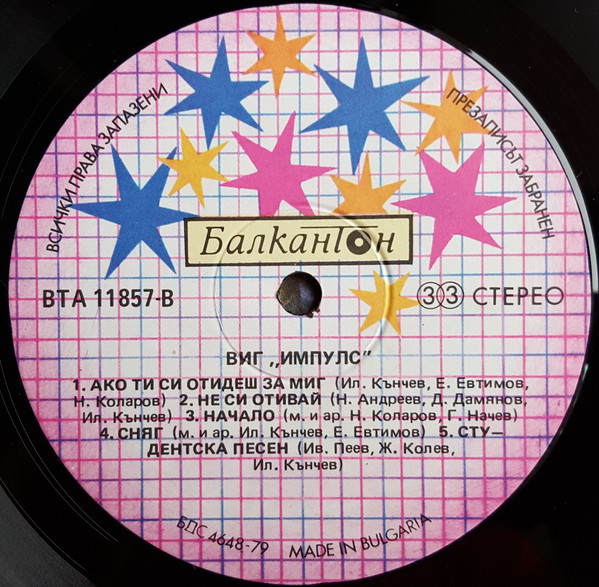 ВСИЧКИ ПРАВА ЗАПАЗЕНИ
ПРЕЗАПИСЪТ ЗАБРАНЕН
Балкантон
ВТА 11857-В
33 СТЕРЕО
ВИГ „ИМПУЛС”
1. АКО ТИ СИ ОТИДЕШ ЗА МИГ (Ил. Кънчев, Е. Евтимов,
Н. Коларов) 2. НЕ СИ ОТИВАЙ (Н. Андреев, Д. Дамянов,
Ил. Кънчев) 3. НАЧАЛО (м. и ар. Н. Коларов, Г. Начев)
4. СНЯГ (м. и ар. Ил. Кънчев, Е. Евтимов) 5. СТУ—
ДЕНТСКА ПЕСЕН (Ив. Пеев, Ж. Колев,
Ил. Кънчев)
БДС 4648-79 MADE IN BULGARIA